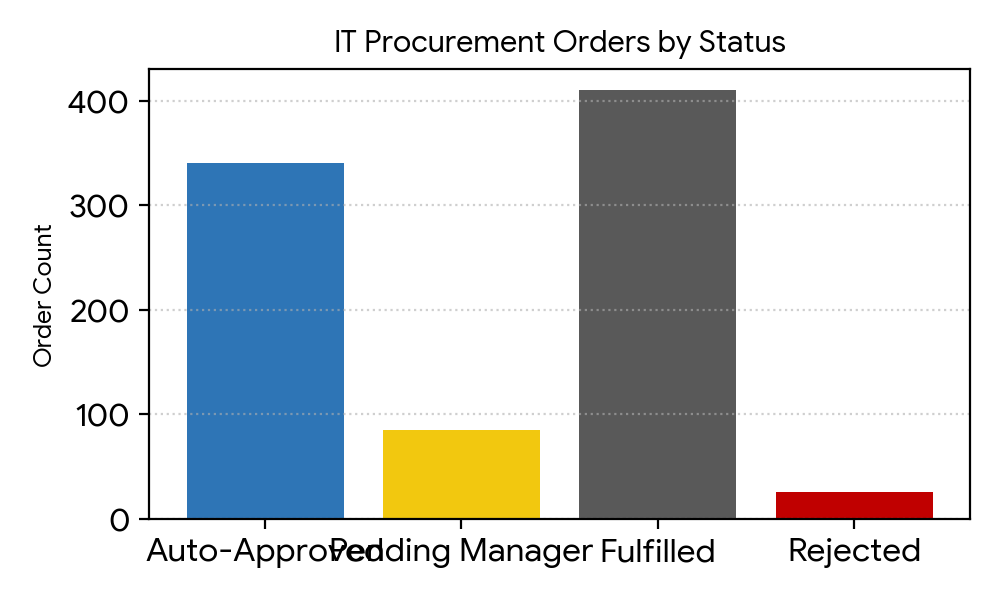 IT Procurement Orders by Status
Order Count
400
300
200
100
0
Auto-Approved Pending Manager Fulfilled Rejected